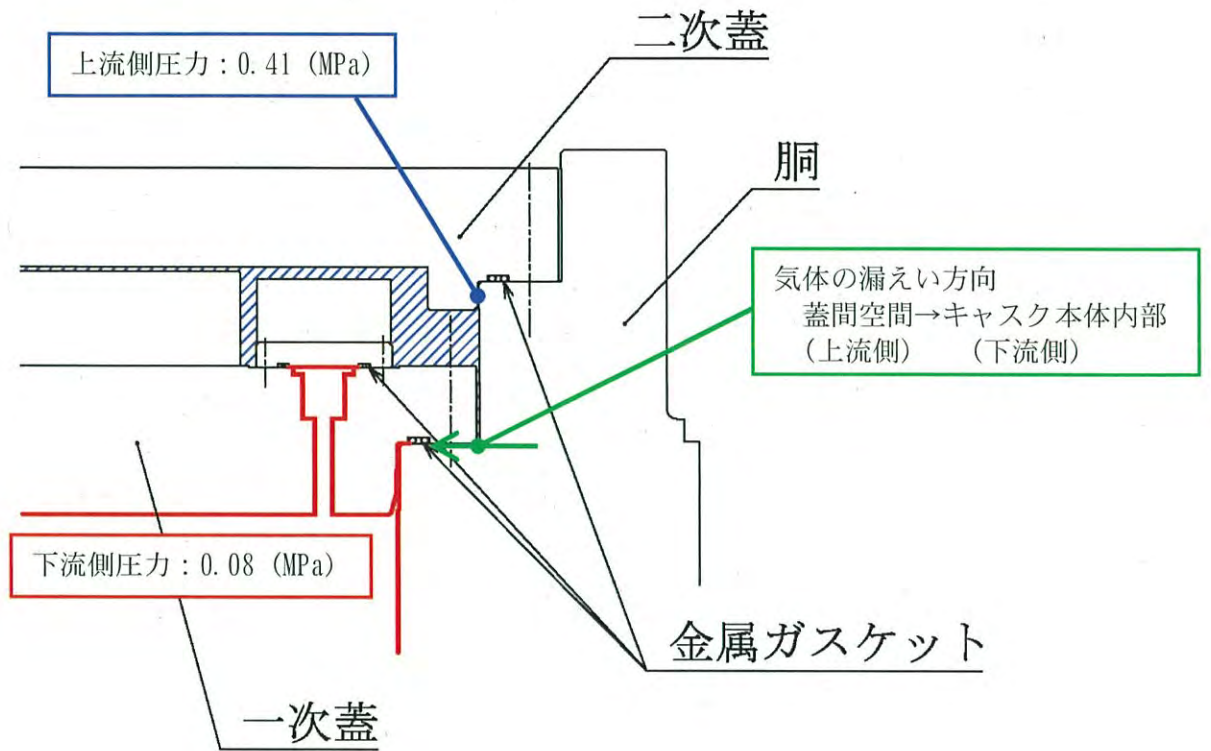 二次蓋
上流側圧力：0.41 (MPa)
胴
気体の漏えい方向
蓋間空間→キャスク本体内部
（上流側）　（下流側）
下流側圧力：0.08 (MPa)
金属ガスケット
一次蓋